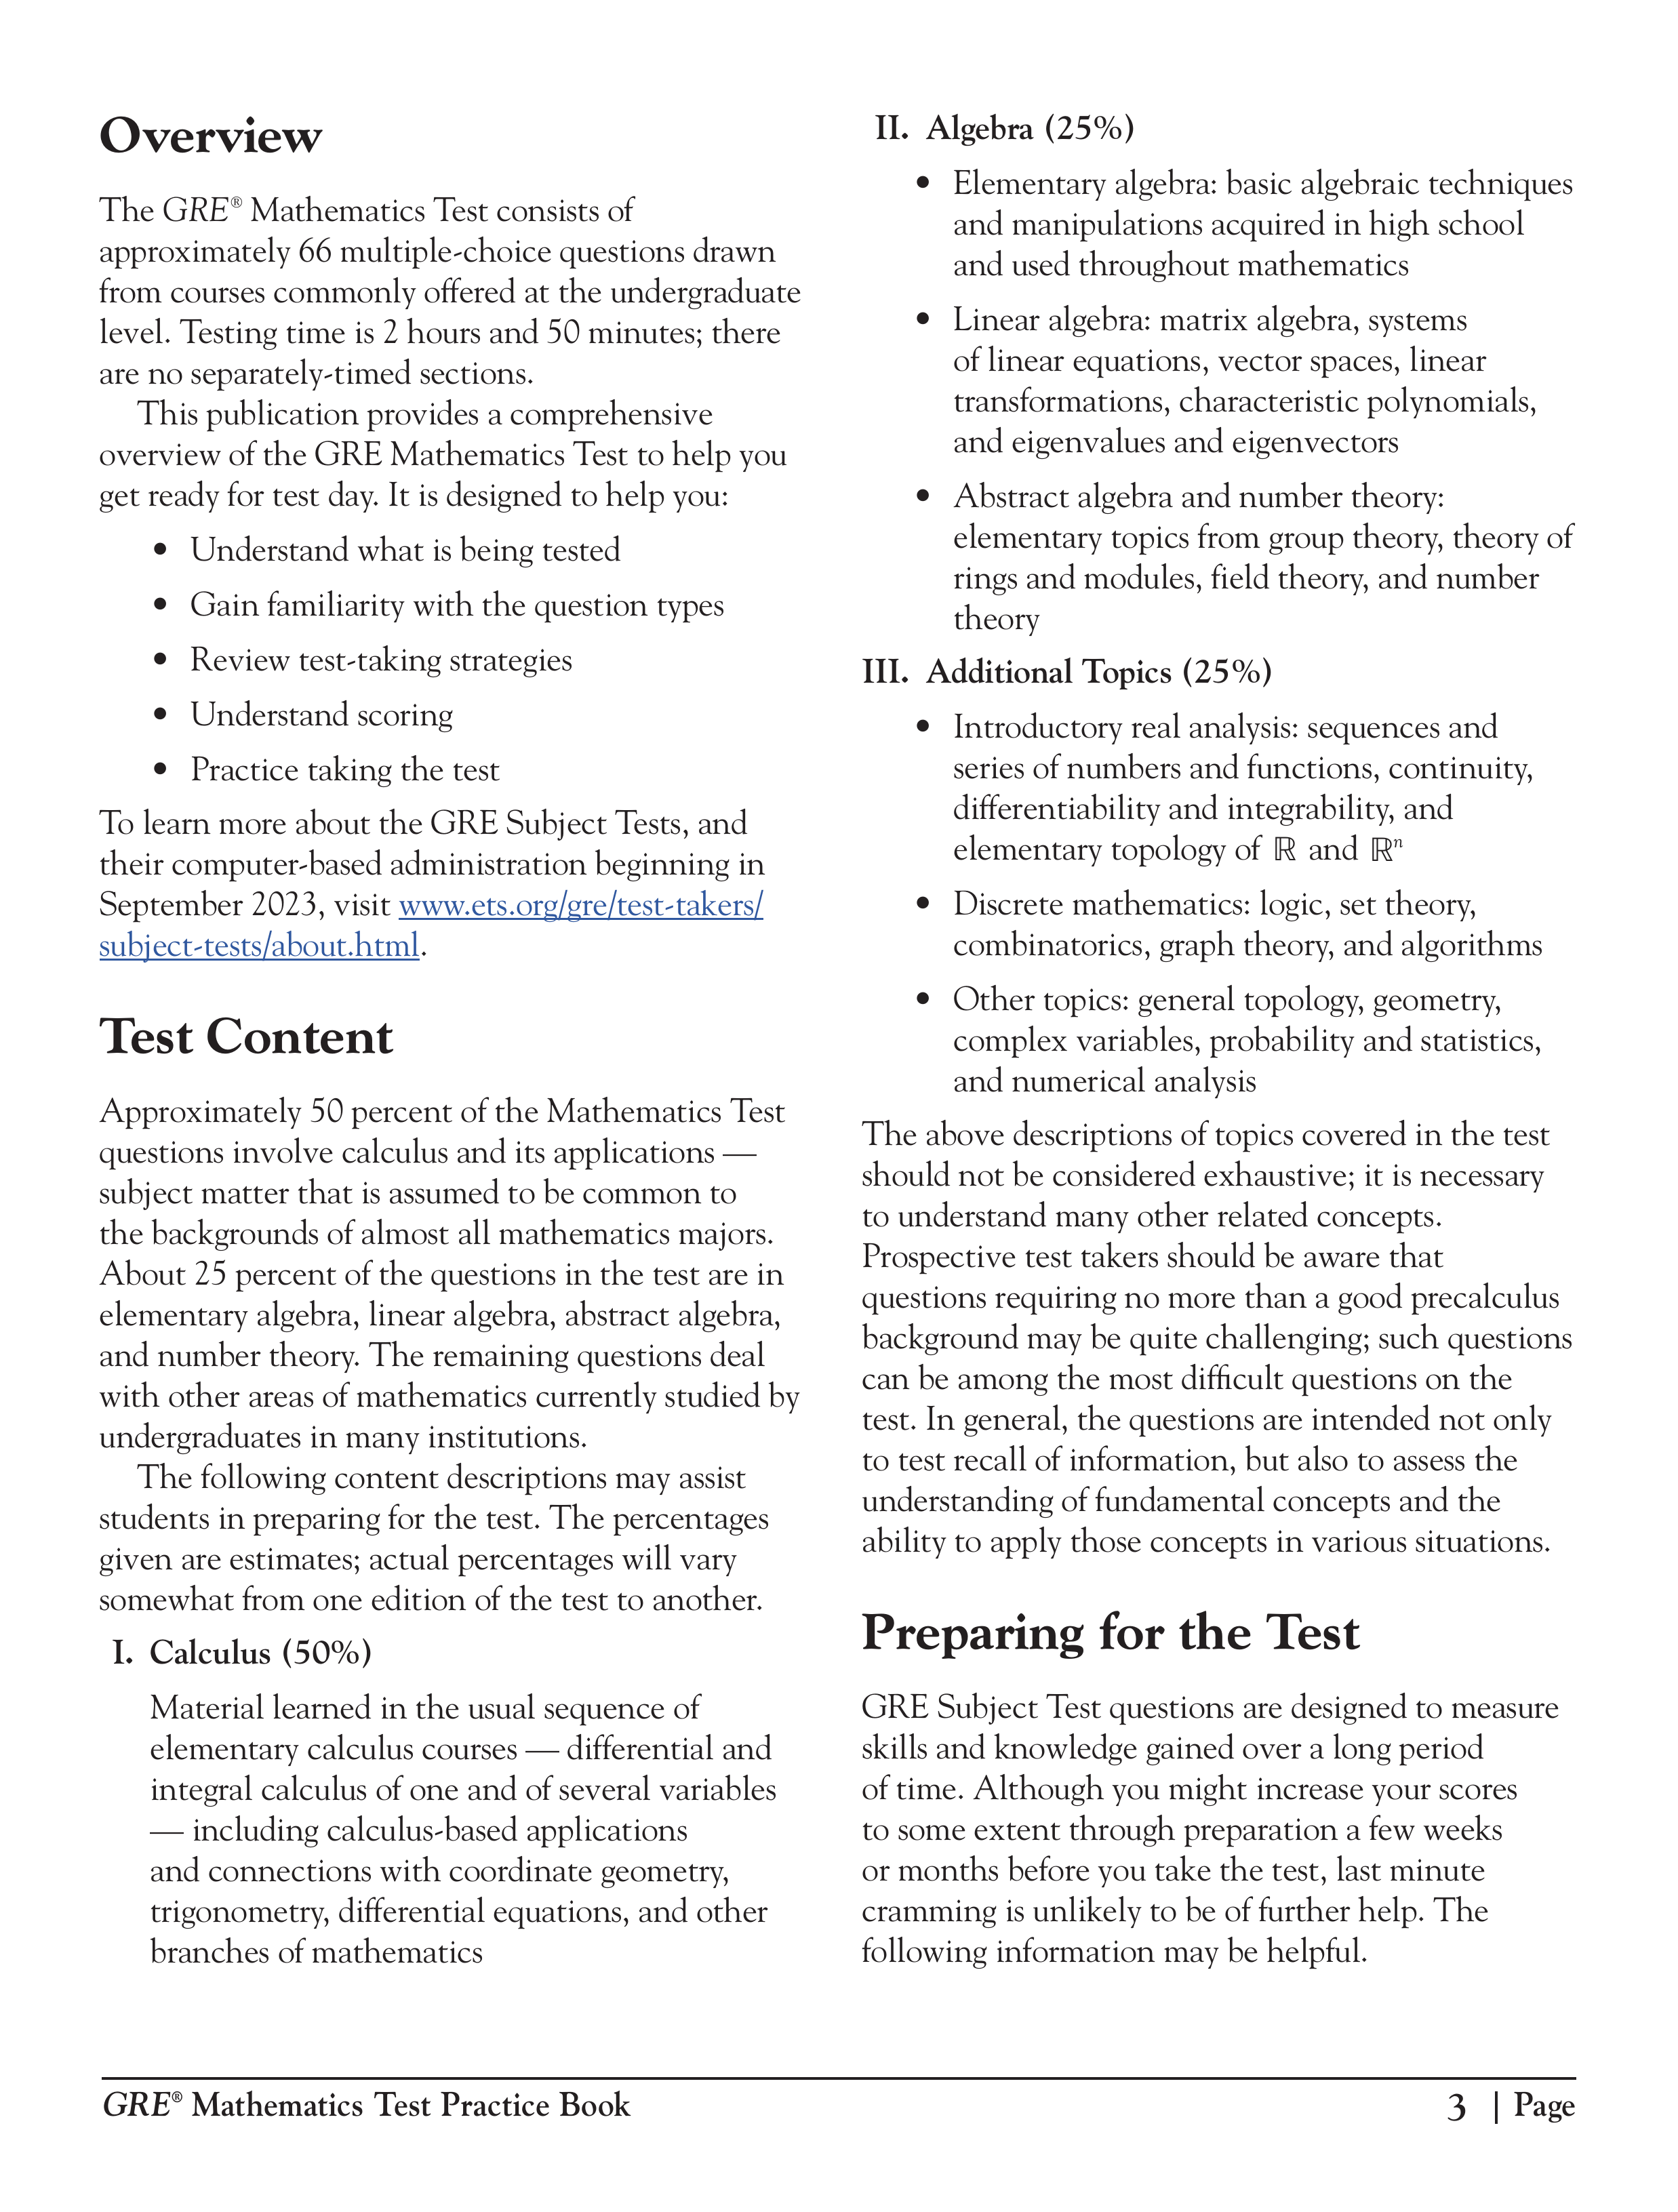 Overview
The GRE® Mathematics Test consists of
approximately 66 multiple-choice questions drawn
from courses commonly offered at the undergraduate
level. Testing time is 2 hours and 50 minutes; there
are no separately-timed sections.
This publication provides a comprehensive
overview of the GRE Mathematics Test to help you
get ready for test day. It is designed to help you:
• Understand what is being tested
• Gain familiarity with the question types
• Review test-taking strategies
• Understand scoring
• Practice taking the test
To learn more about the GRE Subject Tests, and
their computer-based administration beginning in
September 2023, visit www.ets.org/gre/test-takers/
subject-tests/about.html.
Test Content
Approximately 50 percent of the Mathematics Test
questions involve calculus and its applications —
subject matter that is assumed to be common to
the backgrounds of almost all mathematics majors.
About 25 percent of the questions in the test are in
elementary algebra, linear algebra, abstract algebra,
and number theory. The remaining questions deal
with other areas of mathematics currently studied by
undergraduates in many institutions.
The following content descriptions may assist
students in preparing for the test. The percentages
given are estimates; actual percentages will vary
somewhat from one edition of the test to another.
I. Calculus (50%)
Material learned in the usual sequence of
elementary calculus courses — differential and
integral calculus of one and of several variables
— including calculus-based applications
and connections with coordinate geometry,
trigonometry, differential equations, and other
branches of mathematics
II. Algebra (25%)
• Elementary algebra: basic algebraic techniques
and manipulations acquired in high school
and used throughout mathematics
• Linear algebra: matrix algebra, systems
of linear equations, vector spaces, linear
transformations, characteristic polynomials,
and eigenvalues and eigenvectors
• Abstract algebra and number theory:
elementary topics from group theory, theory of
rings and modules, field theory, and number
theory
III. Additional Topics (25%)
• Introductory real analysis: sequences and
series of numbers and functions, continuity,
differentiability and integrability, and
elementary topology of ℝ and ℝⁿ
• Discrete mathematics: logic, set theory,
combinatorics, graph theory, and algorithms
• Other topics: general topology, geometry,
complex variables, probability and statistics,
and numerical analysis
The above descriptions of topics covered in the test
should not be considered exhaustive; it is necessary
to understand many other related concepts.
Prospective test takers should be aware that
questions requiring no more than a good precalculus
background may be quite challenging; such questions
can be among the most difficult questions on the
test. In general, the questions are intended not only
to test recall of information, but also to assess the
understanding of fundamental concepts and the
ability to apply those concepts in various situations.
Preparing for the Test
GRE Subject Test questions are designed to measure
skills and knowledge gained over a long period
of time. Although you might increase your scores
to some extent through preparation a few weeks
or months before you take the test, last minute
cramming is unlikely to be of further help. The
following information may be helpful.
GRE® Mathematics Test Practice Book
3 | Page